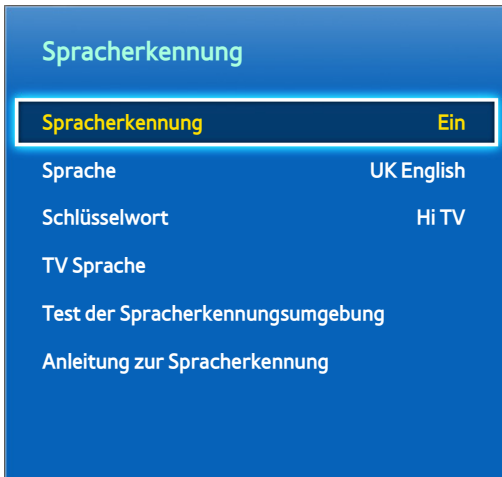 Spracherkennung
Spracherkennung Ein
Sprache UK English
Schlüsselwort Hi TV
TV Sprache
Test der Spracherkennungsumgebung
Anleitung zur Spracherkennung